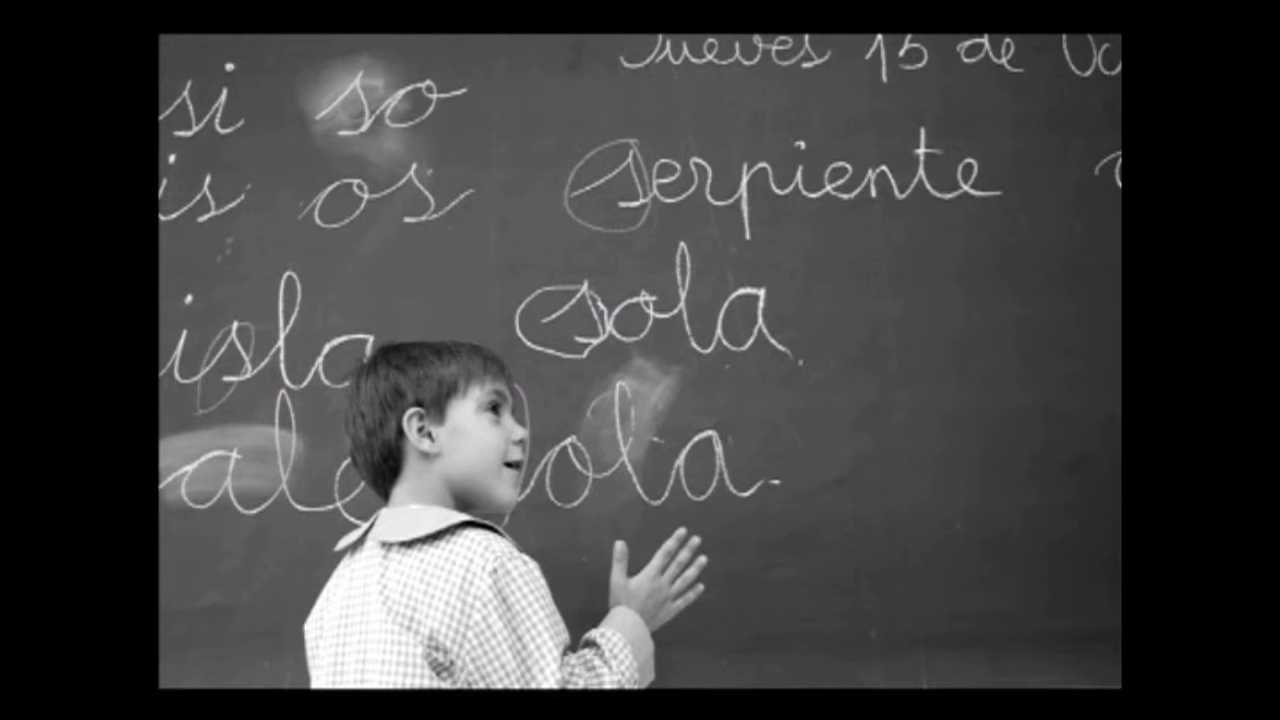 Jueves 15 de
si so
is os serpiente
isla sola
ola.